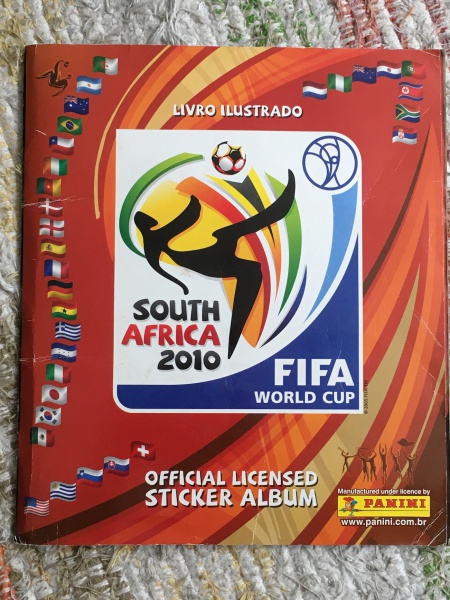 LIVRO ILUSTRADO
SOUTH
AFRICA
2010
FIFA
WORLD CUP
OFFICIAL LICENSED
STICKER ALBUM
Manufactured under licence by
PANINI
www.panini.com.br